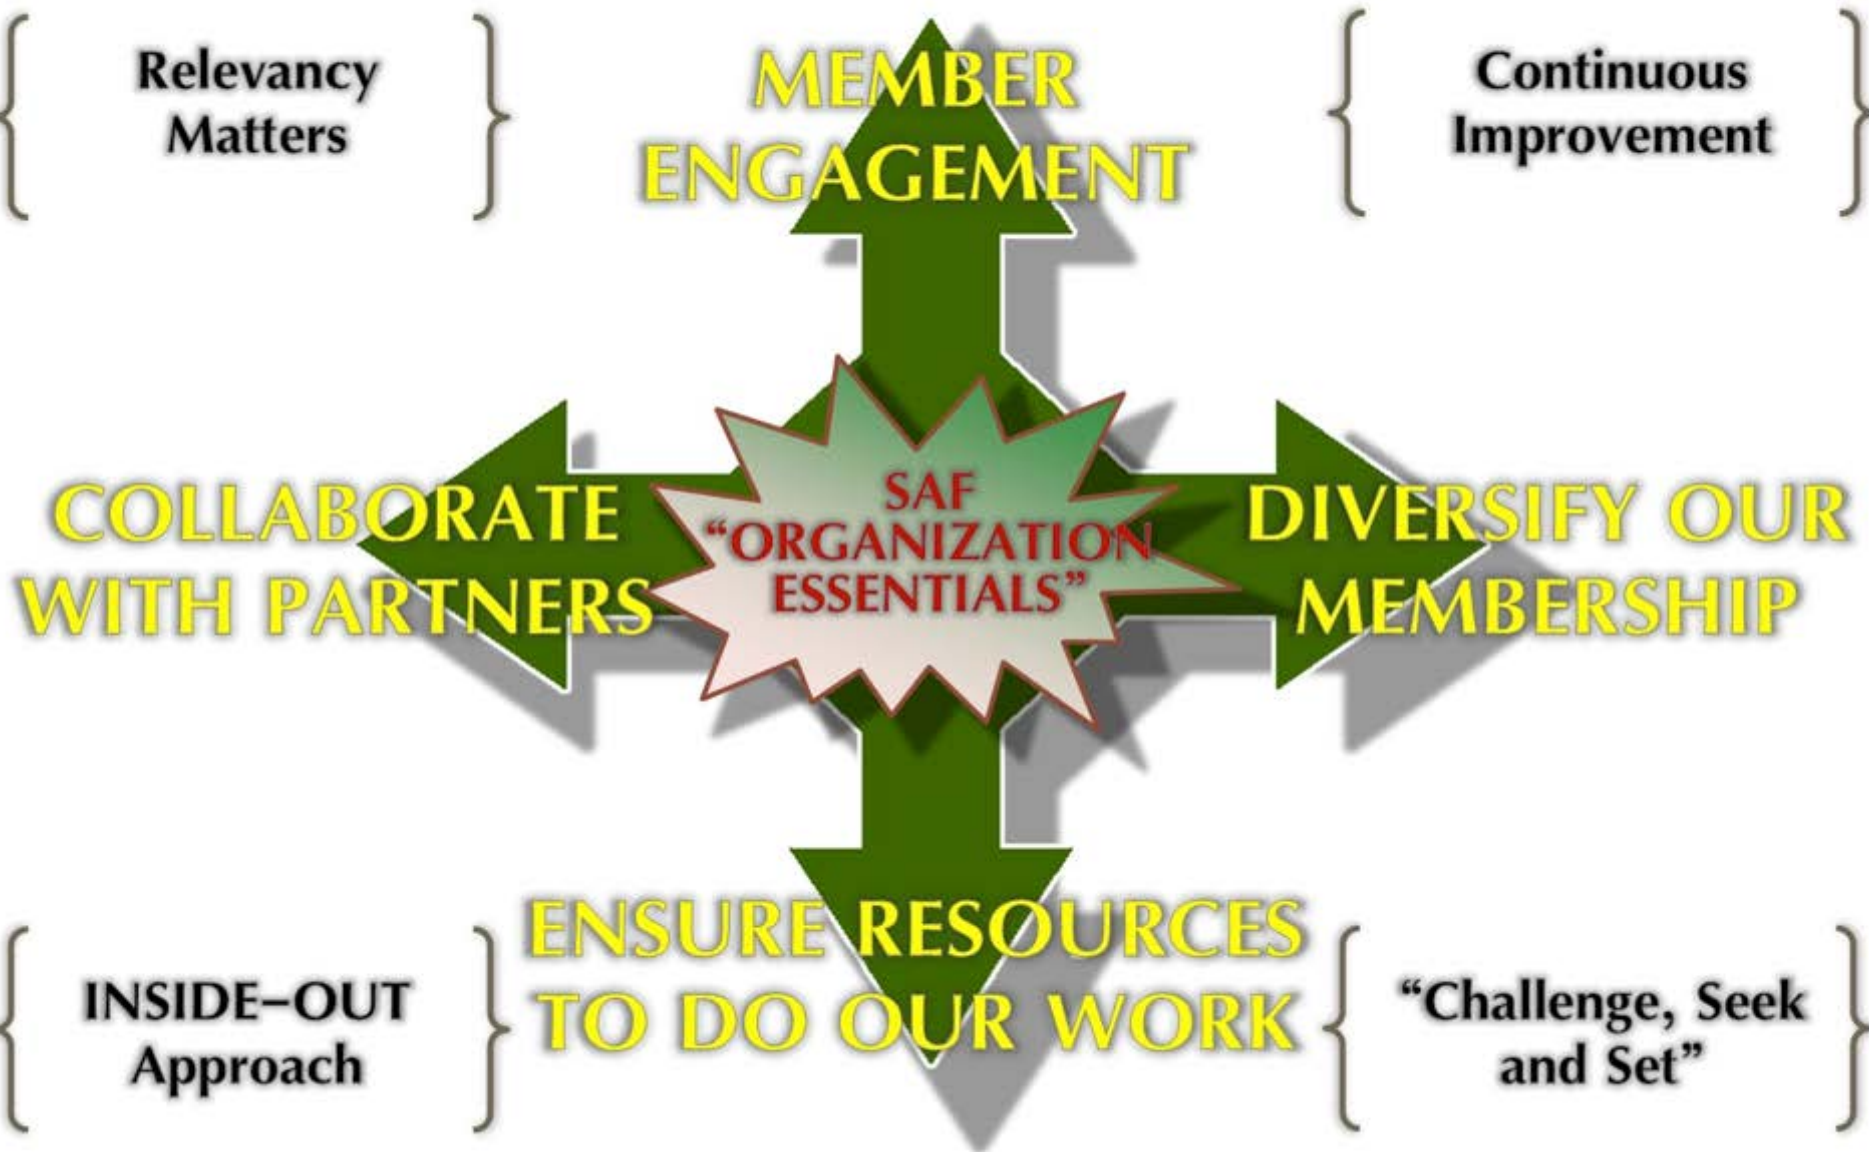 Relevancy
Matters
MEMBER
ENGAGEMENT
Continuous
Improvement
COLLABORATE
WITH PARTNERS
SAF
“ORGANIZATION
ESSENTIALS”
DIVERSIFY OUR
MEMBERSHIP
INSIDE–OUT
Approach
ENSURE RESOURCES
TO DO OUR WORK
“Challenge, Seek
and Set”